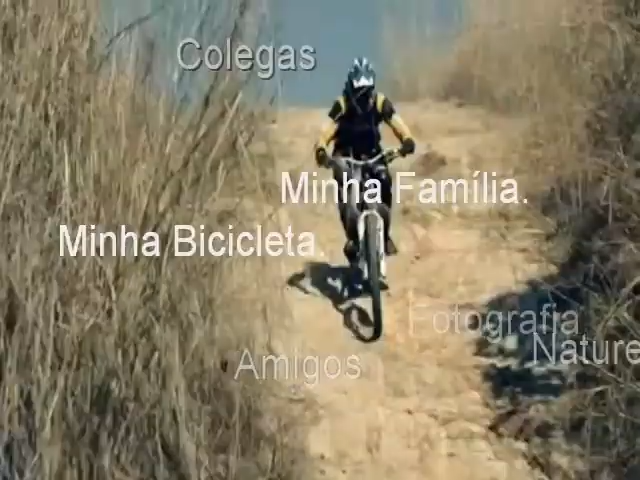 Colegas
Minha Família.
Minha Bicicleta.
Fotografia
Nature
Amigos